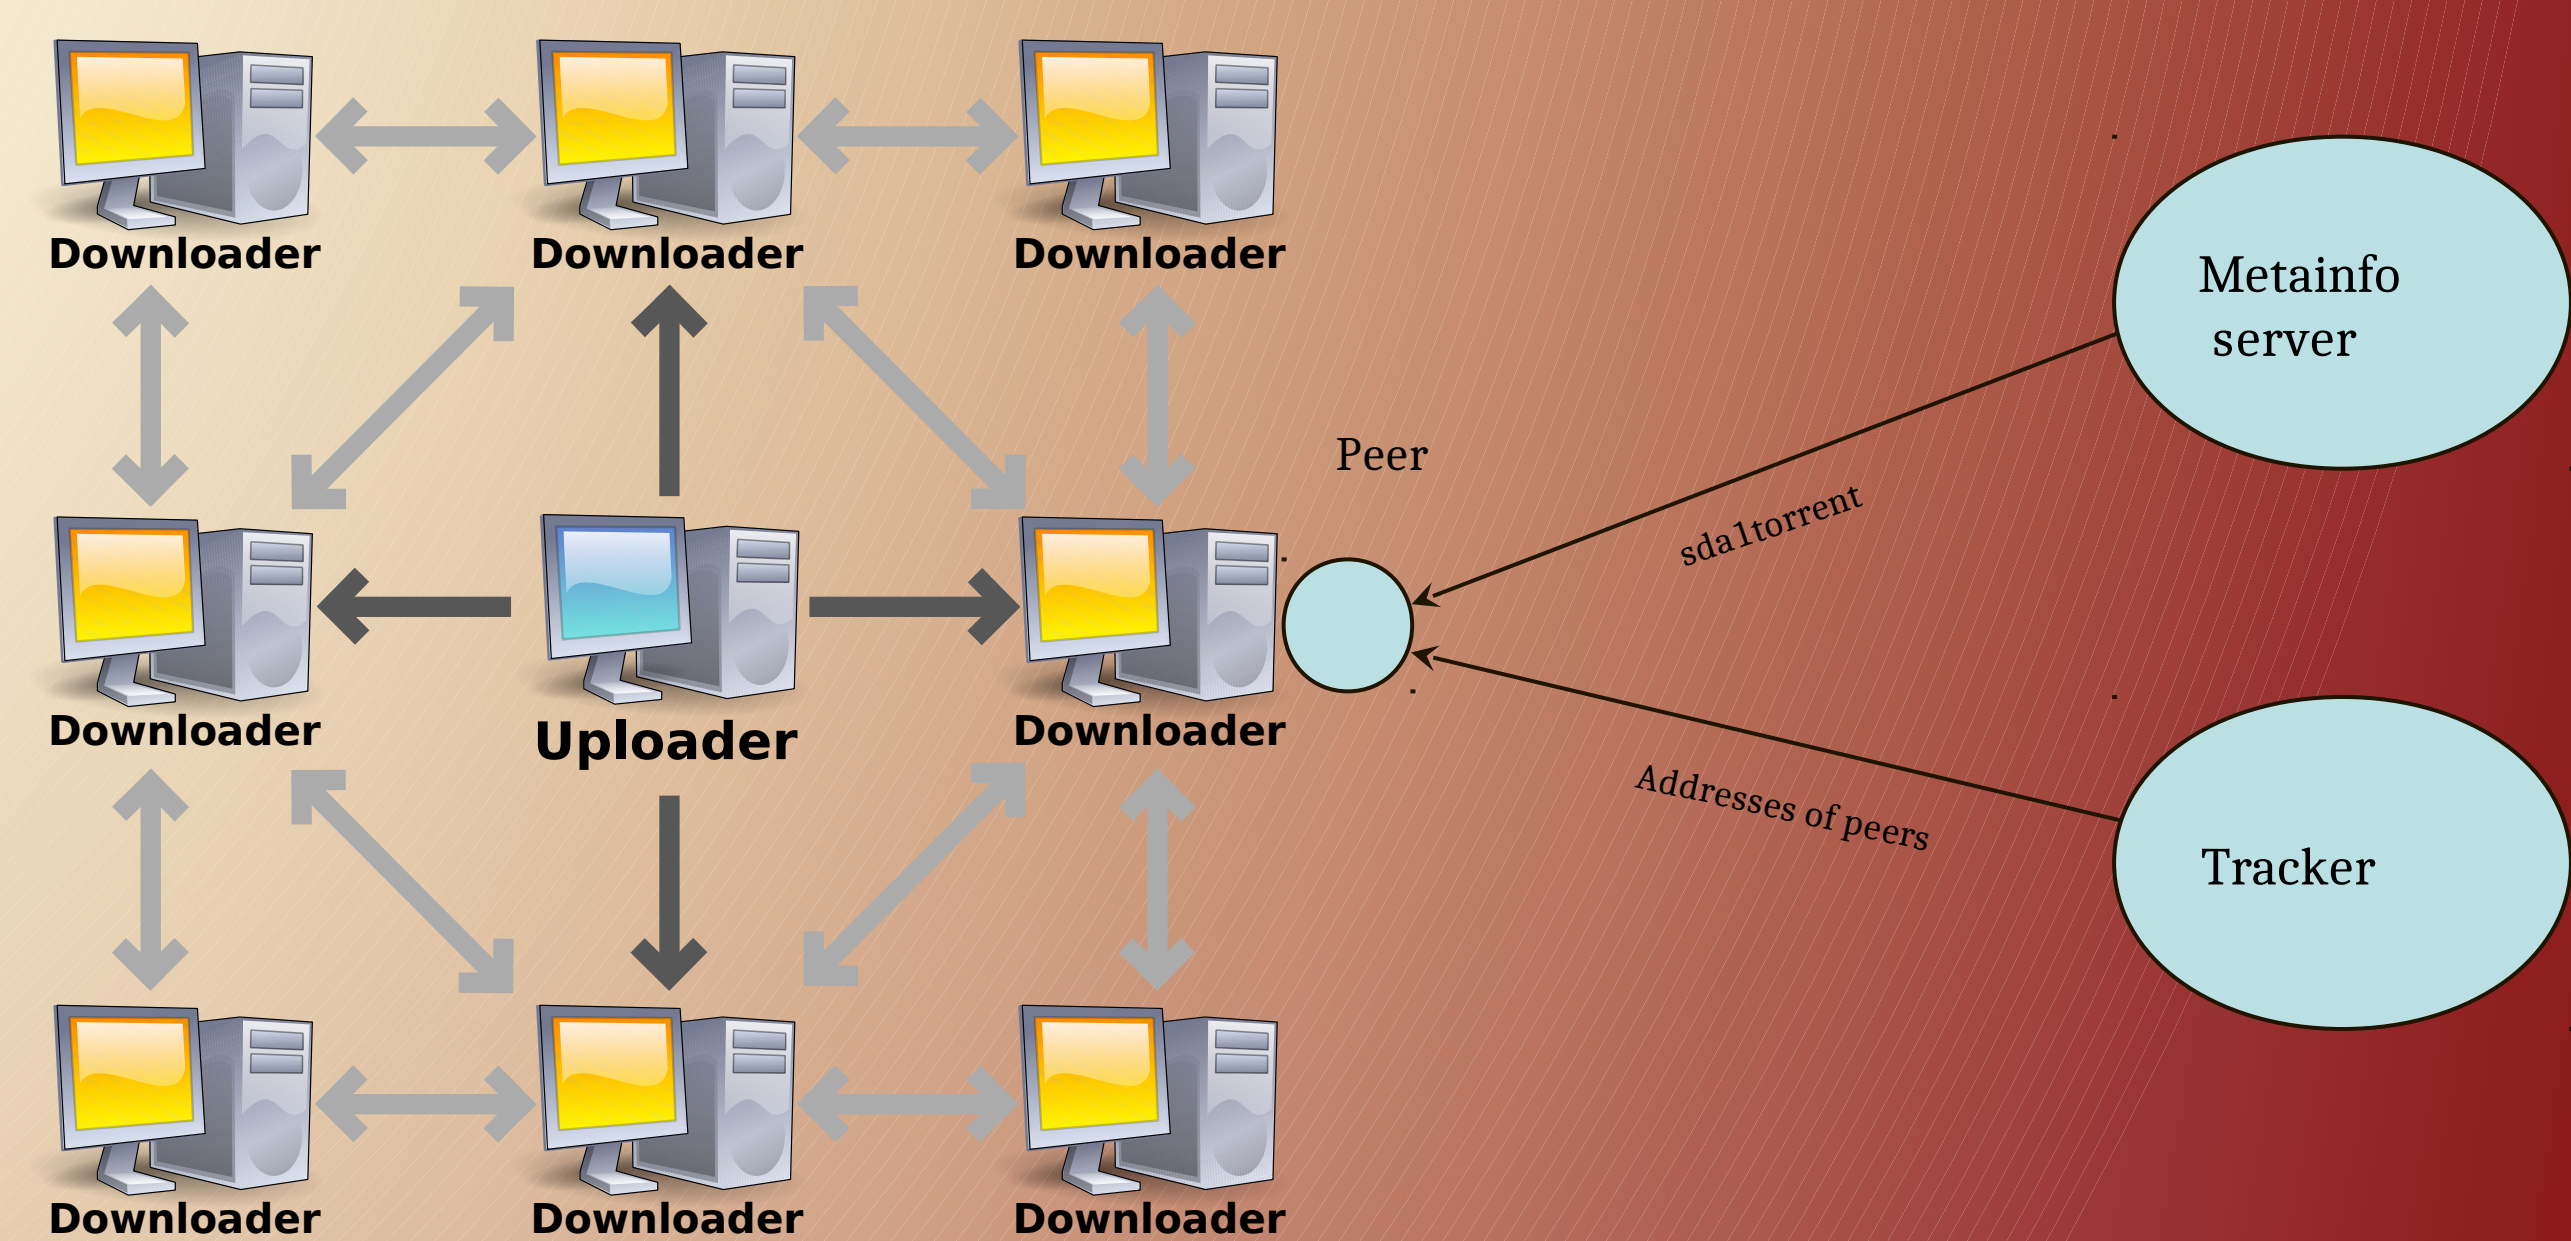 Downloader
Downloader
Downloader
Metainfo
server
Peer
sda1torrent
Downloader
Uploader
Downloader
Addresses of peers
Tracker
Downloader
Downloader
Downloader